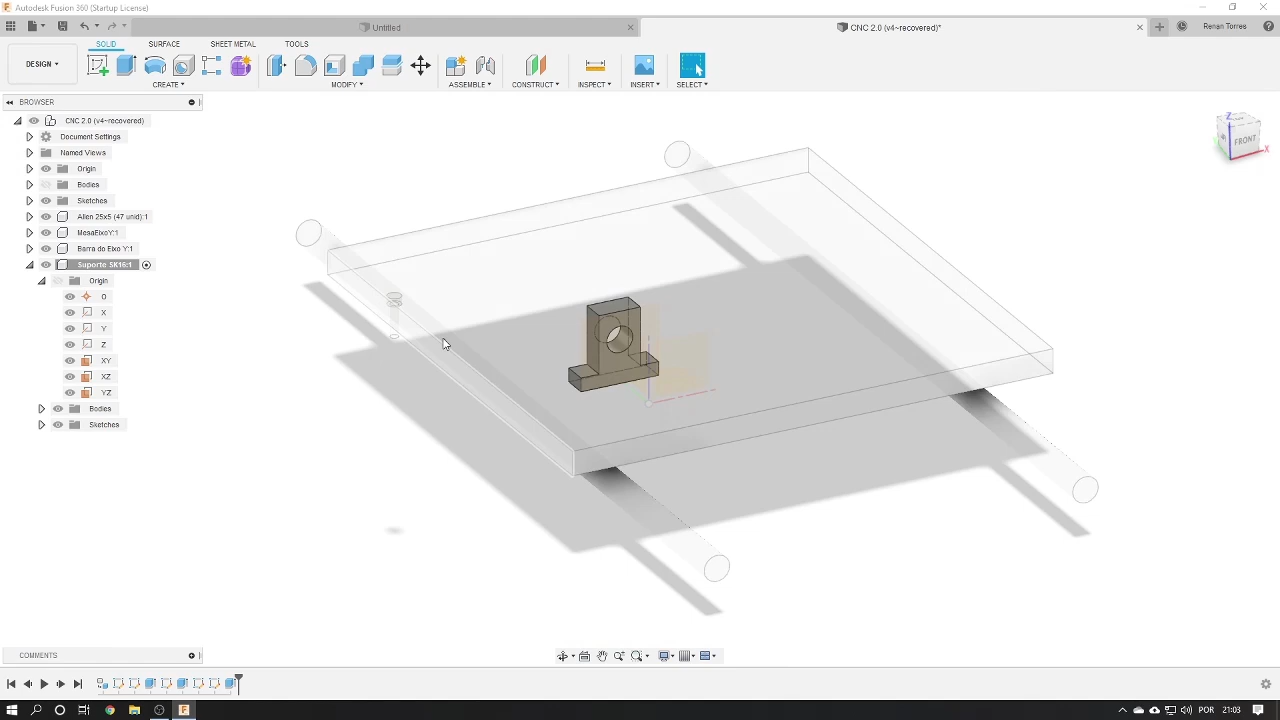 Autodesk Fusion 360 (Startup License)
Untitled
CNC 2.0 (v4~recovered)*
Renan Torres
DESIGN
SOLID SURFACE SHEET METAL TOOLS
CREATE MODIFY ASSEMBLE CONSTRUCT INSPECT INSERT SELECT
BROWSER
CNC 2.0 (v4~recovered)
Document Settings
Named Views
Origin
Bodies
Sketches
Allen 25x5 (47 unid):1
MesaEixoY:1
Barra do Eixo Y:1
Suporte SK16:1
Origin
O
X
Y
Z
XY
XZ
YZ
Bodies
Sketches
Z
FRONT
X
COMMENTS
POR 21:03